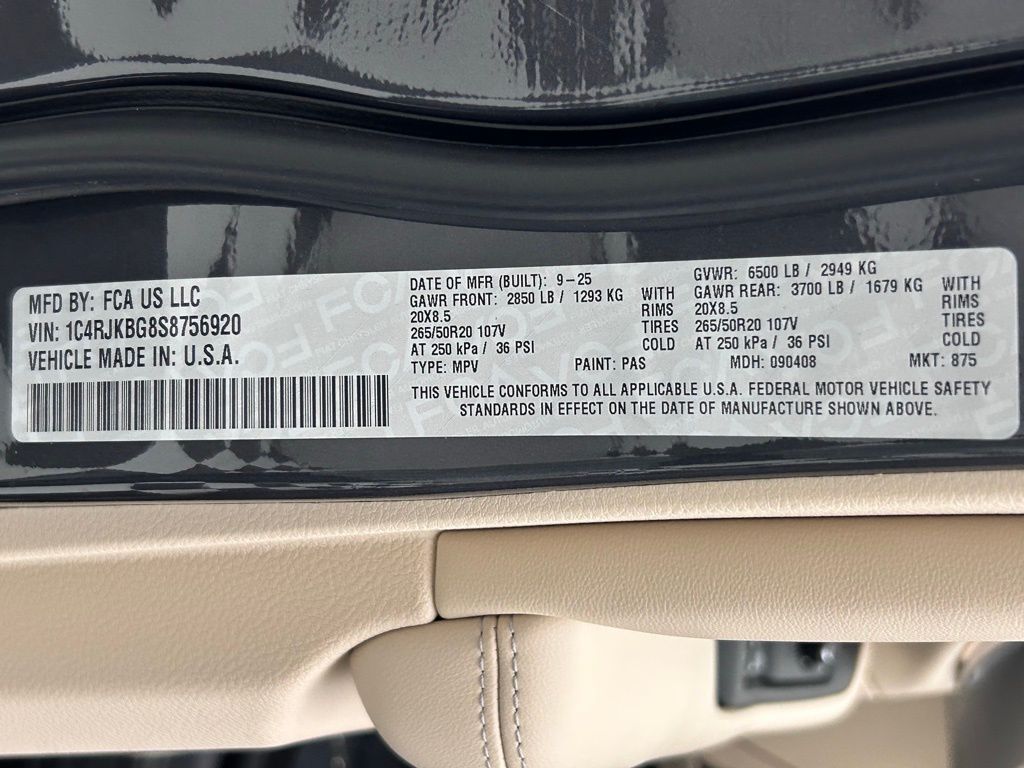 MFD BY: FCA US LLC
VIN: 1C4RJKBG8S8756920
VEHICLE MADE IN: U.S.A.
DATE OF MFR (BUILT): 9-25
GAWR FRONT: 2850 LB / 1293 KG WITH
20X8.5 RIMS
265/50R20 107V TIRES
AT 250 kPa / 36 PSI COLD
GVWR: 6500 LB / 2949 KG
GAWR REAR: 3700 LB / 1679 KG WITH
20X8.5 RIMS
265/50R20 107V TIRES
AT 250 kPa / 36 PSI COLD
TYPE: MPV PAINT: PAS MDH: 090408 MKT: 875
THIS VEHICLE CONFORMS TO ALL APPLICABLE U.S.A. FEDERAL MOTOR VEHICLE SAFETY
STANDARDS IN EFFECT ON THE DATE OF MANUFACTURE SHOWN ABOVE.